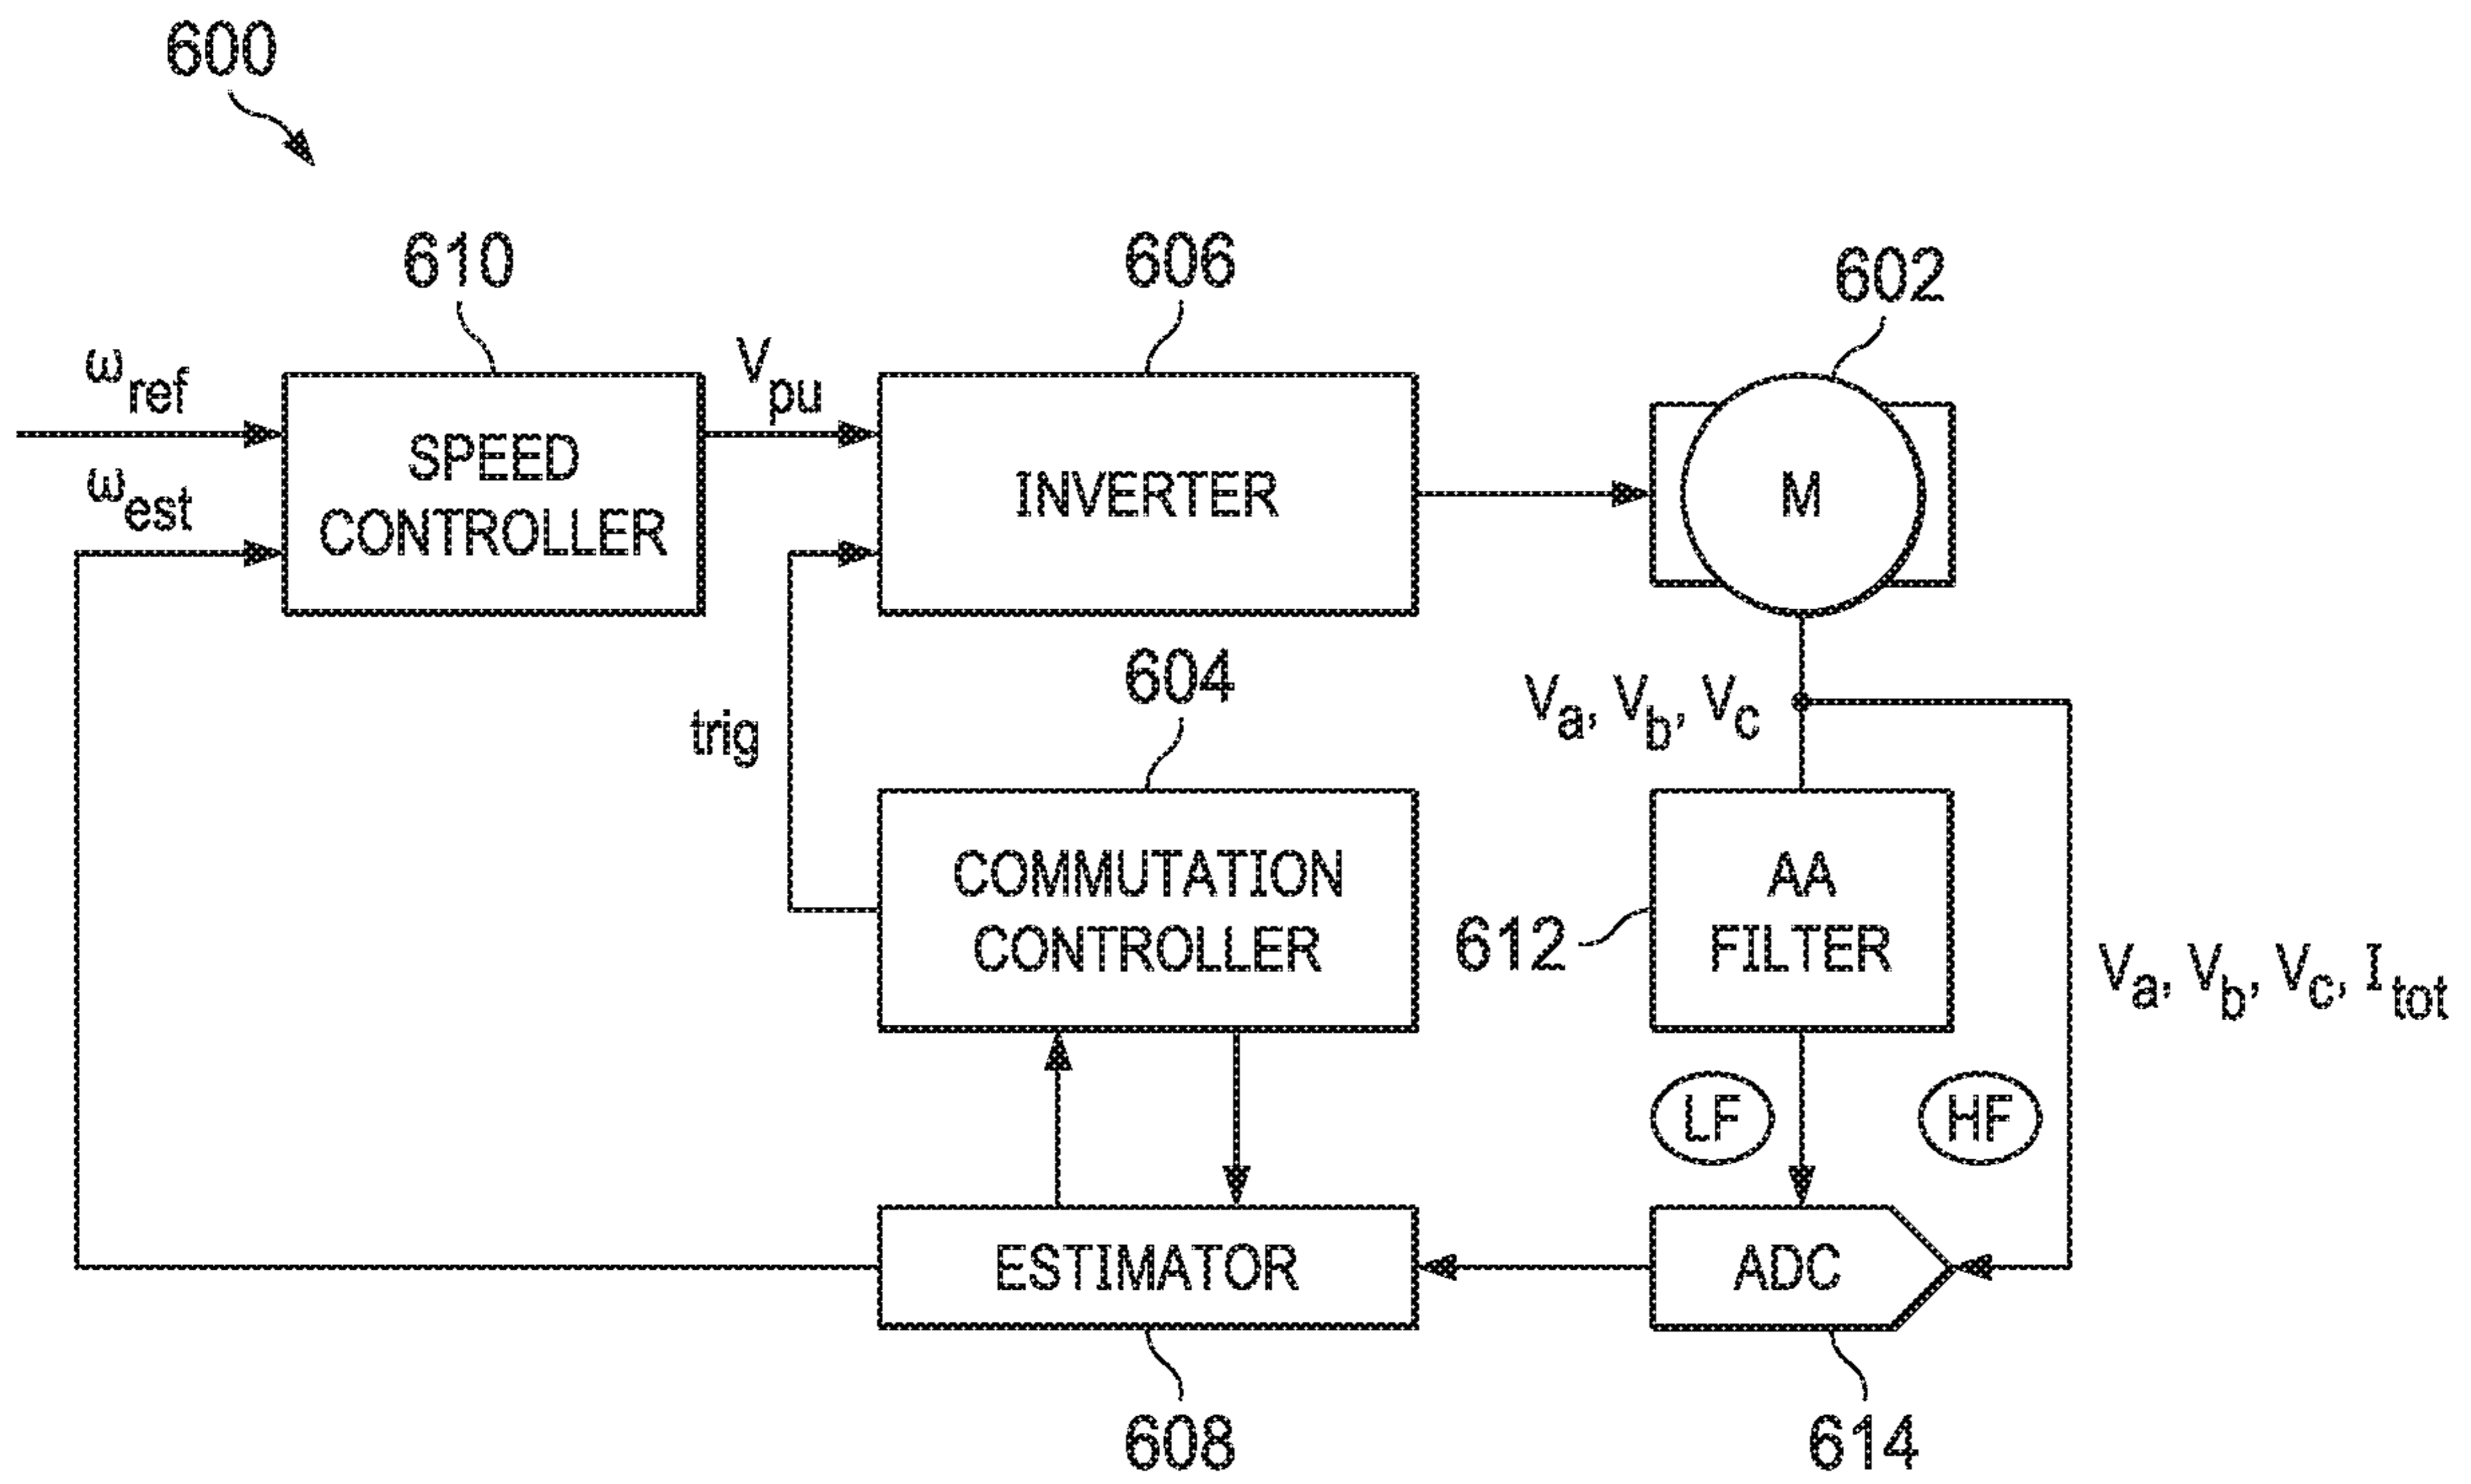 600
610
606
602
ωref
Vpu
ωest
SPEED
CONTROLLER
INVERTER
M
604
trig
Va, Vb, Vc
COMMUTATION
CONTROLLER
AA
FILTER
612
Va, Vb, Vc, Itot
LF
HF
ESTIMATOR
ADC
608
614